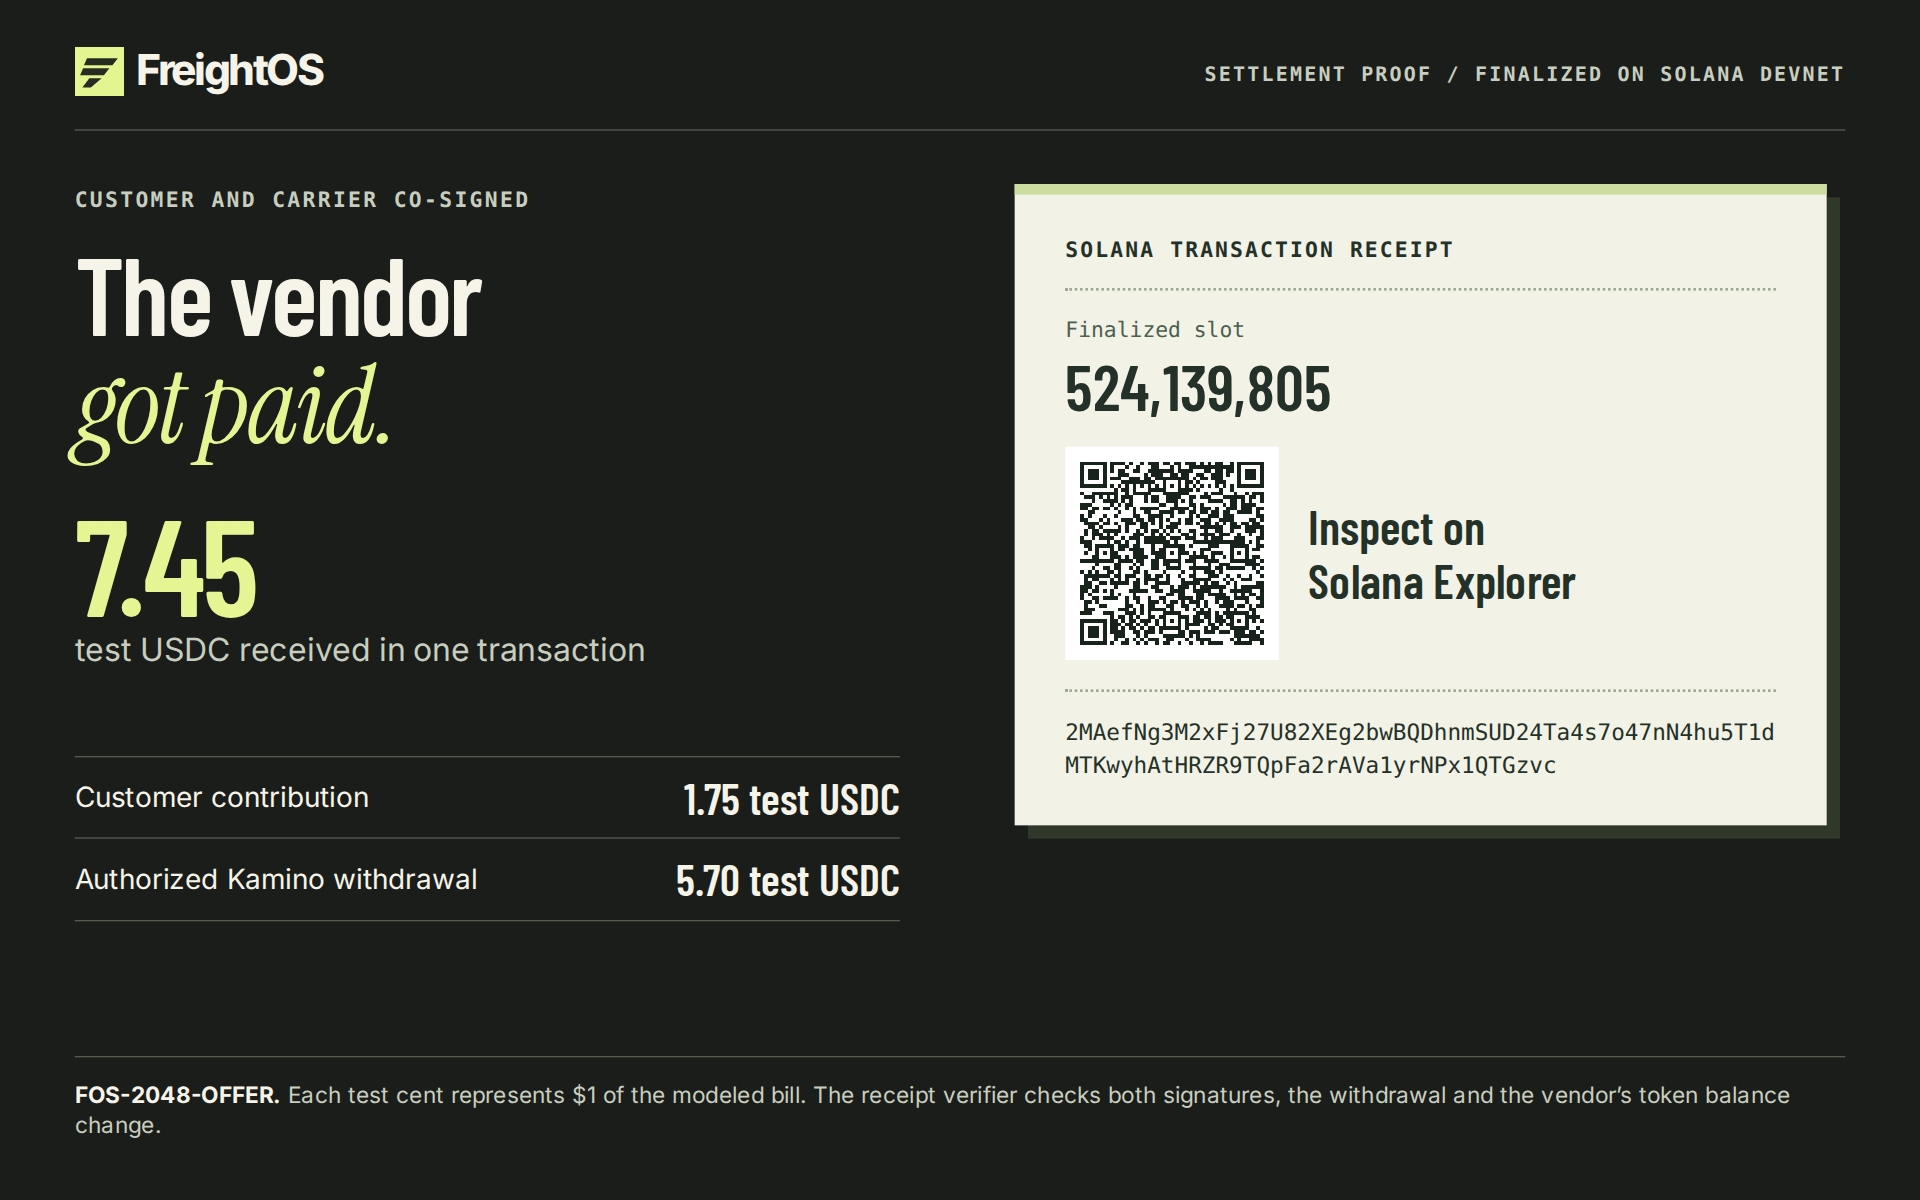 FreightOS
SETTLEMENT PROOF / FINALIZED ON SOLANA DEVNET
CUSTOMER AND CARRIER CO-SIGNED
The vendor
got paid.
7.45
test USDC received in one transaction
Customer contribution 1.75 test USDC
Authorized Kamino withdrawal 5.70 test USDC
SOLANA TRANSACTION RECEIPT
Finalized slot
524,139,805
Inspect on
Solana Explorer
2MAefNg3M2xFj27U82XEg2bwBQDhnmSUD24Ta4s7o47nN4hu5T1d
MTKwyhAtHRZR9TQpFa2rAVa1yrNPx1QTGzvc
FOS-2048-OFFER. Each test cent represents $1 of the modeled bill. The receipt verifier checks both signatures, the withdrawal and the vendor’s token balance
change.